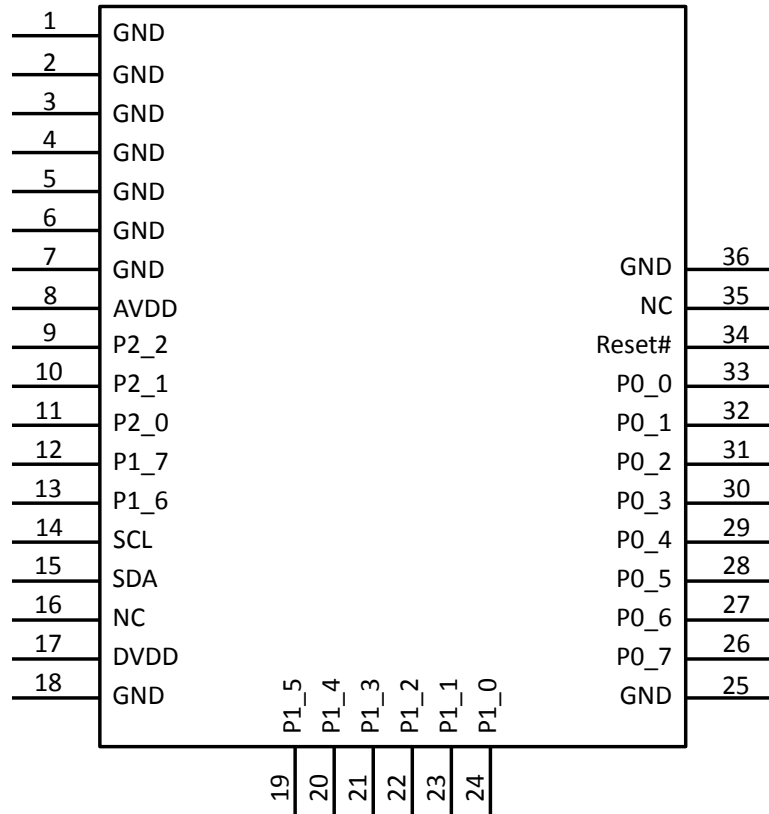 1 GND
2 GND
3 GND
4 GND
5 GND
6 GND
7 GND GND 36
8 AVDD NC 35
9 P2_2 Reset# 34
10 P2_1 P0_0 33
11 P2_0 P0_1 32
12 P1_7 P0_2 31
13 P1_6 P0_3 30
14 SCL P0_4 29
15 SDA P0_5 28
16 NC P0_6 27
17 DVDD P0_7 26
18 GND GND 25
P1_5 P1_4 P1_3 P1_2 P1_1 P1_0
19 20 21 22 23 24